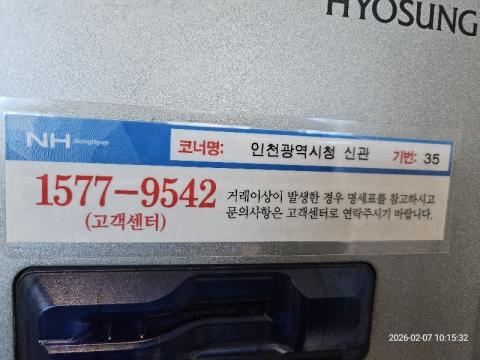 HYOSUNG
NH NongHyup 코너명: 인천광역시청 신관 기번: 35
1577-9542
(고객센터)
거래이상이 발생한 경우 명세표를 참고하시고
문의사항은 고객센터로 연락주시기 바랍니다.
2026-02-07 10:15:32